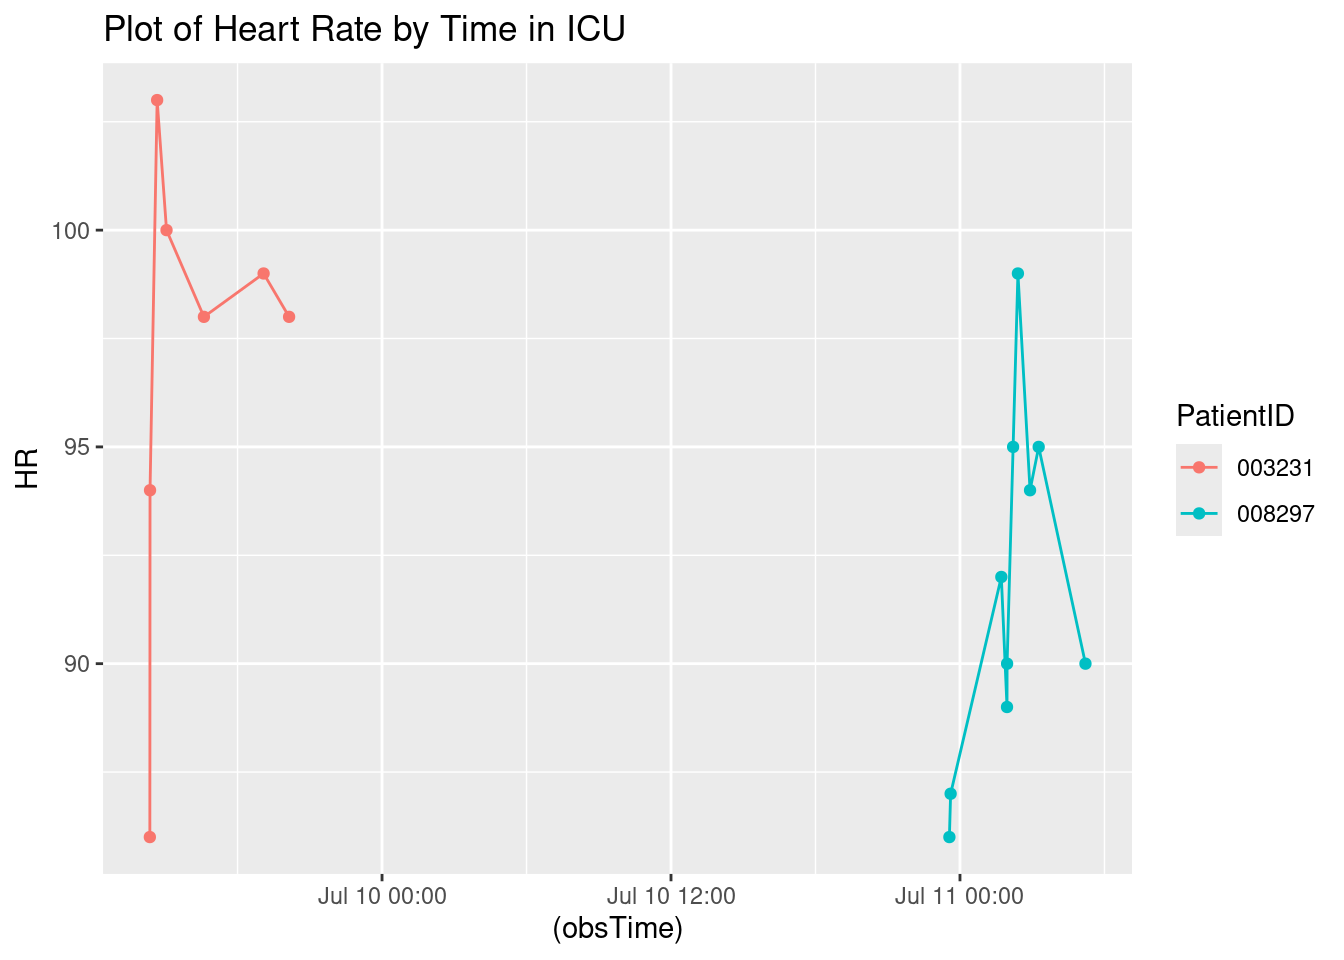 Plot of Heart Rate by Time in ICU
HR
100
95
90
Jul 10 00:00
Jul 10 12:00
Jul 11 00:00
(obsTime)
PatientID
003231
008297